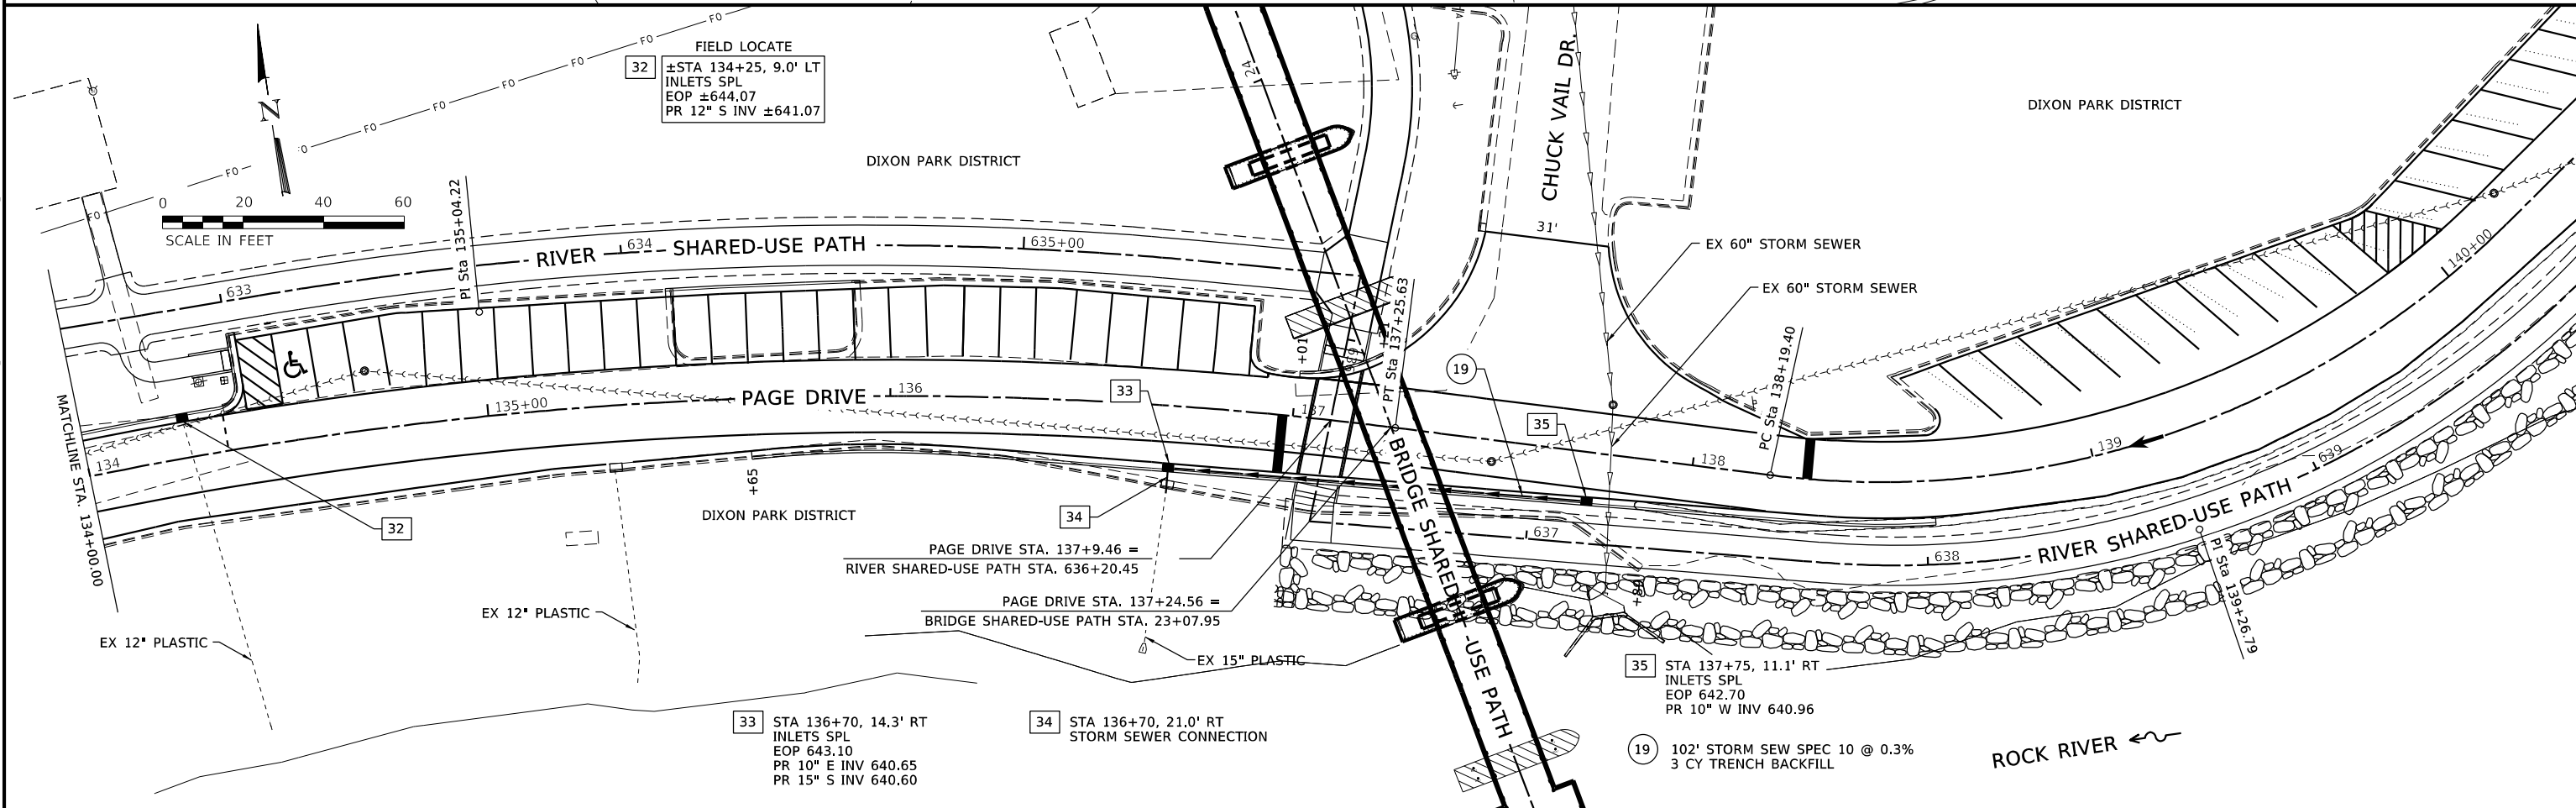 FIELD LOCATE
32
±STA 134+25, 9.0' LT
INLETS SPL
EOP ±644.07
PR 12" S INV ±641.07
FO
FO
FO
FO
FO
FO
FO
FO
N
0 20 40 60
SCALE IN FEET
DIXON PARK DISTRICT
DIXON PARK DISTRICT
CHUCK VAIL DR.
24
31'
EX 60" STORM SEWER
EX 60" STORM SEWER
PI Sta 135+04.22
RIVER SHARED-USE PATH
633
634
635+00
PT Sta 137+25.63
PC Sta 138+19.40
140+00
MATCHLINE STA. 134+00.00
134
135+00
PAGE DRIVE
136
137
138
139
33
19
35
32
34
+65
DIXON PARK DISTRICT
PAGE DRIVE STA. 137+9.46 =
RIVER SHARED-USE PATH STA. 636+20.45
PAGE DRIVE STA. 137+24.56 =
BRIDGE SHARED-USE PATH STA. 23+07.95
BRIDGE SHARED-USE PATH
637
638
639
RIVER SHARED-USE PATH
PI Sta 139+26.79
EX 12" PLASTIC
EX 12" PLASTIC
EX 15" PLASTIC
33
STA 136+70, 14.3' RT
INLETS SPL
EOP 643.10
PR 10" E INV 640.65
PR 15" S INV 640.60
34
STA 136+70, 21.0' RT
STORM SEWER CONNECTION
35
STA 137+75, 11.1' RT
INLETS SPL
EOP 642.70
PR 10" W INV 640.96
19
102' STORM SEW SPEC 10 @ 0.3%
3 CY TRENCH BACKFILL
ROCK RIVER